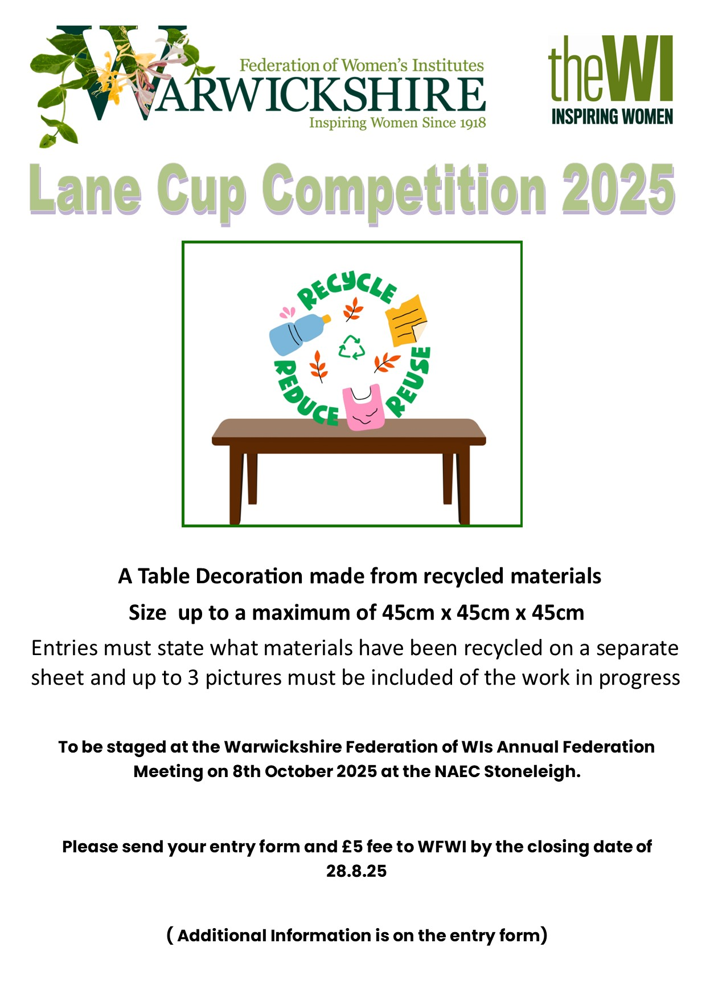 Federation of Women's Institutes
WARWICKSHIRE
Inspiring Women Since 1918
theWI
INSPIRING WOMEN
Lane Cup Competition 2025
RECYCLE
REDUCE
REUSE
A Table Decoration made from recycled materials
Size  up to a maximum of 45cm x 45cm x 45cm
Entries must state what materials have been recycled on a separate
sheet and up to 3 pictures must be included of the work in progress
To be staged at the Warwickshire Federation of WIs Annual Federation
Meeting on 8th October 2025 at the NAEC Stoneleigh.
Please send your entry form and £5 fee to WFWI by the closing date of
28.8.25
( Additional Information is on the entry form)